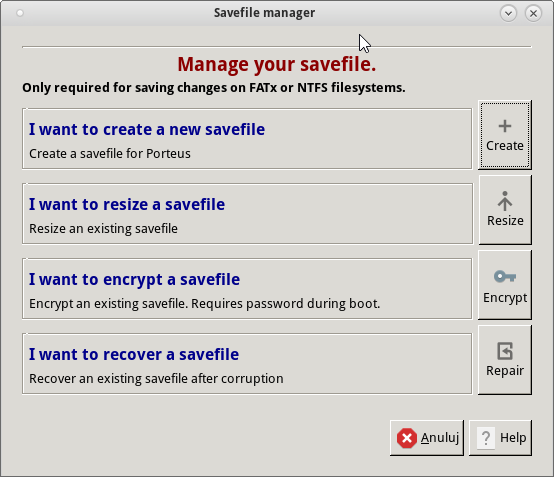 Savefile manager
Manage your savefile.
Only required for saving changes on FATx or NTFS filesystems.
I want to create a new savefile
Create a savefile for Porteus
Create
I want to resize a savefile
Resize an existing savefile
Resize
I want to encrypt a savefile
Encrypt an existing savefile. Requires password during boot.
Encrypt
I want to recover a savefile
Recover an existing savefile after corruption
Repair
Anuluj
Help